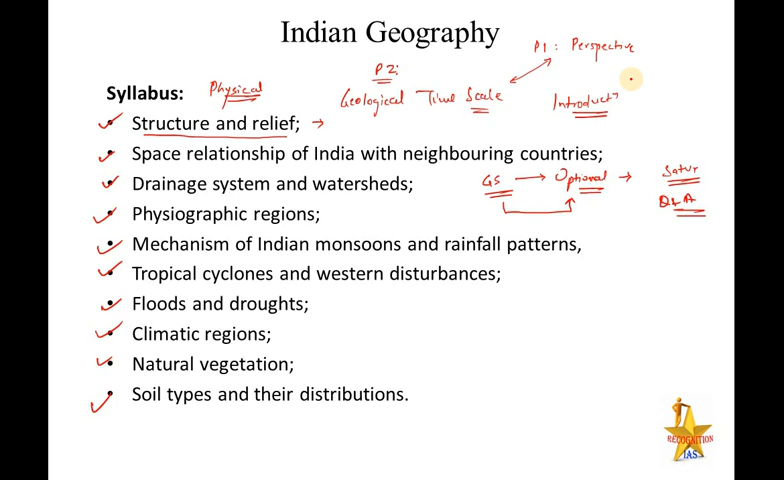 Indian Geography
P1 : Perspective
P2:
Syllabus: Physical
Geological Time Scale
Introduct
Structure and relief;
Space relationship of India with neighbouring countries;
Drainage system and watersheds;
GS → Optional →
Q&A
Physiographic regions;
Mechanism of Indian monsoons and rainfall patterns,
Tropical cyclones and western disturbances;
Floods and droughts;
Climatic regions;
Natural vegetation;
Soil types and their distributions.
RECOGNITION
IAS